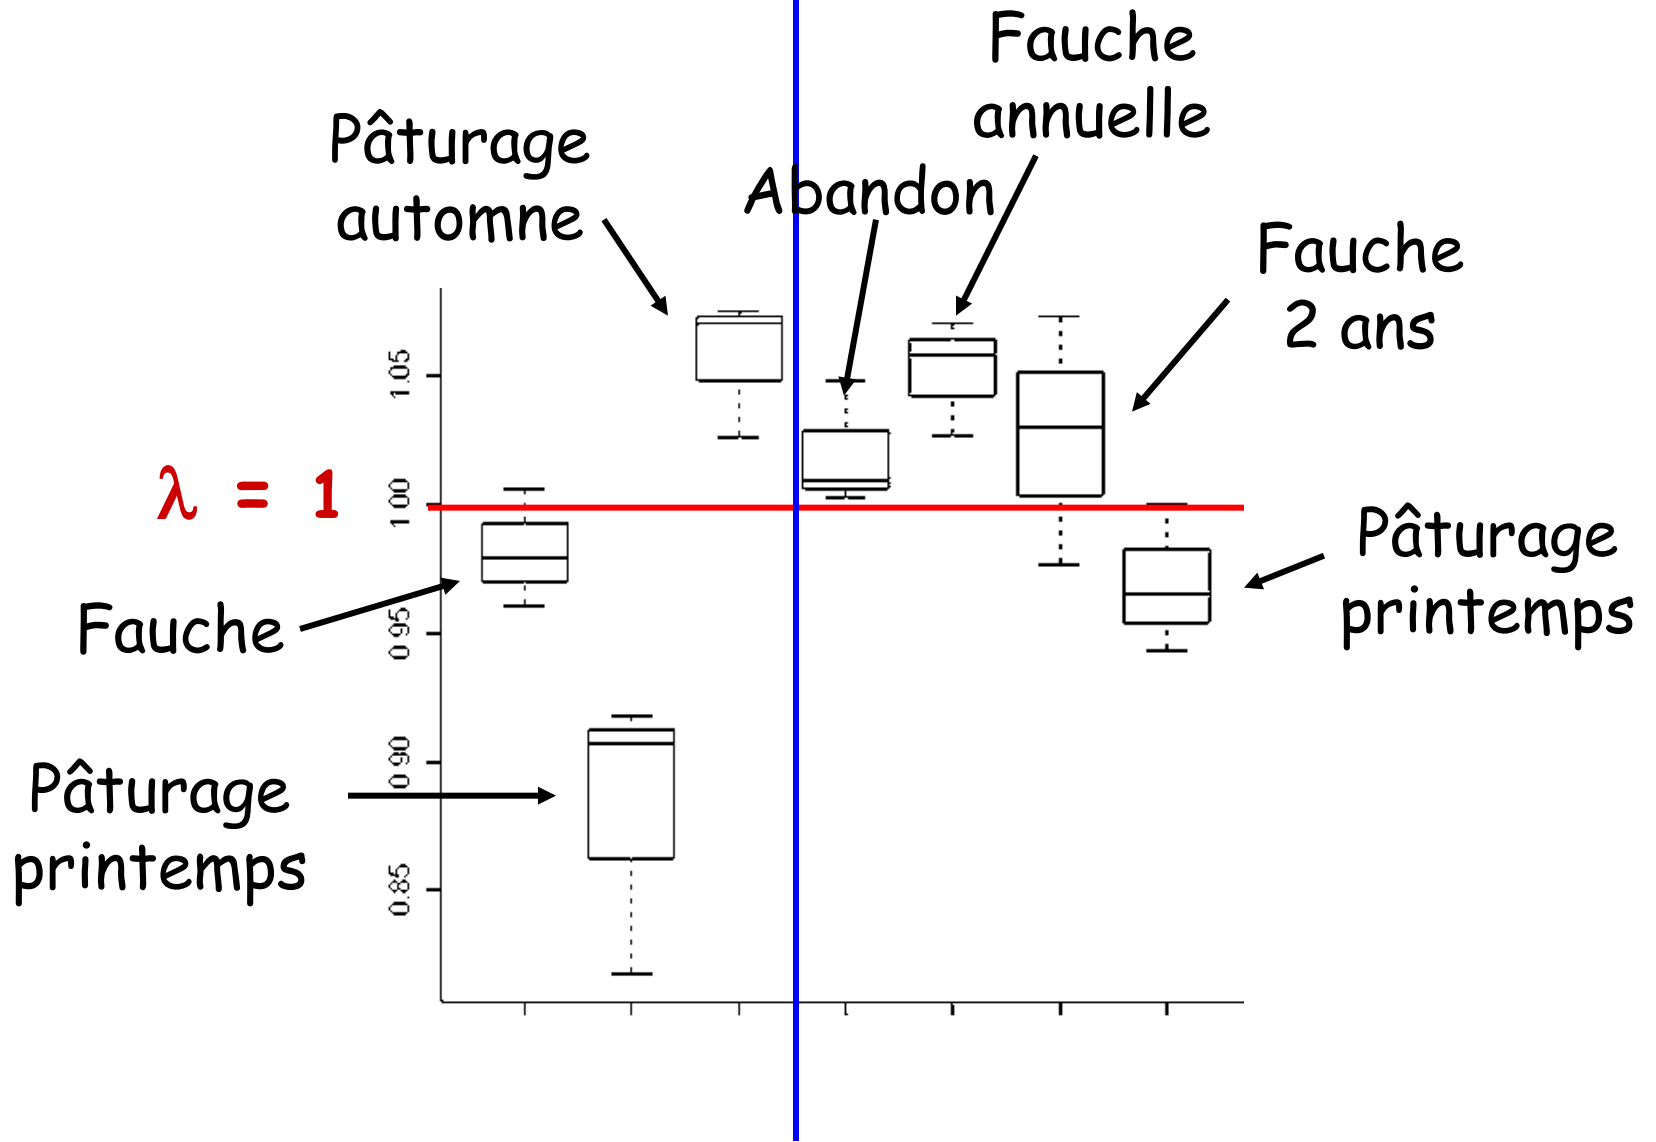 Fauche
annuelle
Pâturage
automne
Abandon
Fauche
2 ans
1.05
λ = 1
1.00
Pâturage
printemps
Fauche
0.95
0.90
Pâturage
printemps
0.85